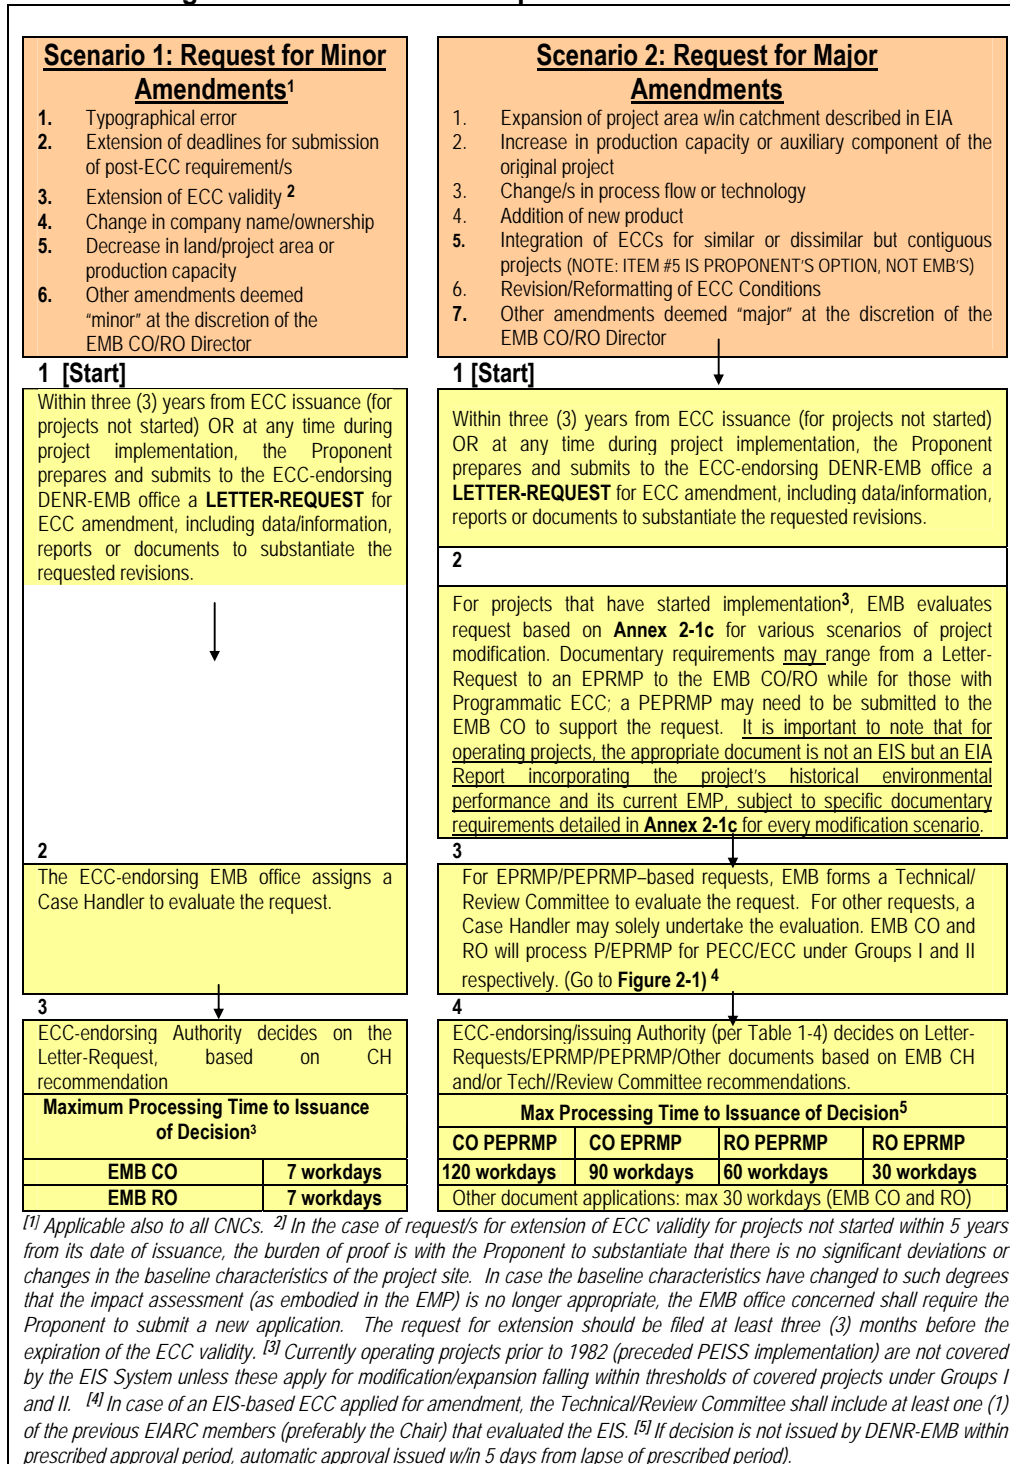 Scenario 1: Request for Minor
Amendments1
1. Typographical error
2. Extension of deadlines for submission
of post-ECC requirement/s
3. Extension of ECC validity 2
4. Change in company name/ownership
5. Decrease in land/project area or
production capacity
6. Other amendments deemed
"minor" at the discretion of the
EMB CO/RO Director
1 [Start]
Within three (3) years from ECC issuance (for
projects not started) OR at any time during
project implementation, the Proponent
prepares and submits to the ECC-endorsing
DENR-EMB office a LETTER-REQUEST for
ECC amendment, including data/information,
reports or documents to substantiate the
requested revisions.
2
The ECC-endorsing EMB office assigns a
Case Handler to evaluate the request.
3
ECC-endorsing Authority decides on the
Letter-Request, based on CH
recommendation
Maximum Processing Time to Issuance
of Decision3
EMB CO 7 workdays
EMB RO 7 workdays
Scenario 2: Request for Major
Amendments
1. Expansion of project area w/in catchment described in EIA
2. Increase in production capacity or auxiliary component of the
original project
3. Change/s in process flow or technology
4. Addition of new product
5. Integration of ECCs for similar or dissimilar but contiguous
projects (NOTE: ITEM #5 IS PROPONENT'S OPTION, NOT EMB'S)
6. Revision/Reformatting of ECC Conditions
7. Other amendments deemed "major" at the discretion of the
EMB CO/RO Director
1 [Start]
Within three (3) years from ECC issuance (for projects not started)
OR at any time during project implementation, the Proponent
prepares and submits to the ECC-endorsing DENR-EMB office a
LETTER-REQUEST for ECC amendment, including data/information,
reports or documents to substantiate the requested revisions.
2
For projects that have started implementation3, EMB evaluates
request based on Annex 2-1c for various scenarios of project
modification. Documentary requirements may range from a Letter-
Request to an EPRMP to the EMB CO/RO while for those with
Programmatic ECC; a PEPRMP may need to be submitted to the
EMB CO to support the request. It is important to note that for
operating projects, the appropriate document is not an EIS but an EIA
Report incorporating the project's historical environmental
performance and its current EMP, subject to specific documentary
requirements detailed in Annex 2-1c for every modification scenario.
3
For EPRMP/PEPRMP–based requests, EMB forms a Technical/
Review Committee to evaluate the request. For other requests, a
Case Handler may solely undertake the evaluation. EMB CO and
RO will process P/EPRMP for PECC/ECC under Groups I and II
respectively. (Go to Figure 2-1) 4
4
ECC-endorsing/issuing Authority (per Table 1-4) decides on Letter-
Requests/EPRMP/PEPRMP/Other documents based on EMB CH
and/or Tech//Review Committee recommendations.
Max Processing Time to Issuance of Decision5
CO PEPRMP CO EPRMP RO PEPRMP RO EPRMP
120 workdays 90 workdays 60 workdays 30 workdays
Other document applications: max 30 workdays (EMB CO and RO)
[1] Applicable also to all CNCs. 2] In the case of request/s for extension of ECC validity for projects not started within 5 years
from its date of issuance, the burden of proof is with the Proponent to substantiate that there is no significant deviations or
changes in the baseline characteristics of the project site. In case the baseline characteristics have changed to such degrees
that the impact assessment (as embodied in the EMP) is no longer appropriate, the EMB office concerned shall require the
Proponent to submit a new application. The request for extension should be filed at least three (3) months before the
expiration of the ECC validity. [3] Currently operating projects prior to 1982 (preceded PEISS implementation) are not covered
by the EIS System unless these apply for modification/expansion falling within thresholds of covered projects under Groups I
and II. [4] In case of an EIS-based ECC applied for amendment, the Technical/Review Committee shall include at least one (1)
of the previous EIARC members (preferably the Chair) that evaluated the EIS. [5] If decision is not issued by DENR-EMB within
prescribed approval period, automatic approval issued w/in 5 days from lapse of prescribed period).